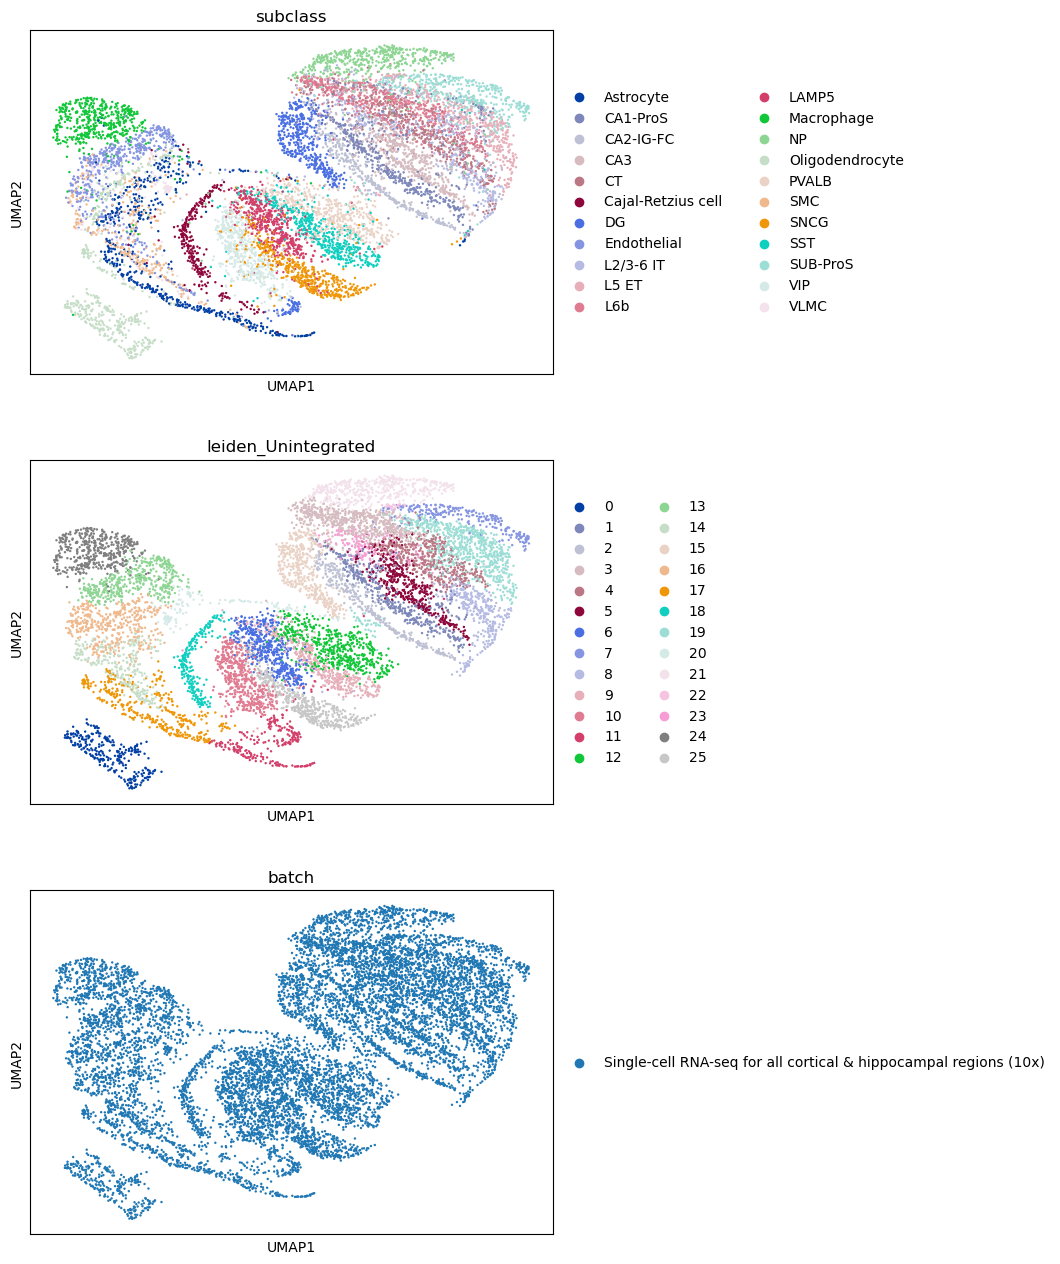 subclass
UMAP2
UMAP1
Astrocyte
CA1-ProS
CA2-IG-FC
CA3
CT
Cajal-Retzius cell
DG
Endothelial
L2/3-6 IT
L5 ET
L6b
LAMP5
Macrophage
NP
Oligodendrocyte
PVALB
SMC
SNCG
SST
SUB-ProS
VIP
VLMC
leiden_Unintegrated
UMAP2
UMAP1
0
1
2
3
4
5
6
7
8
9
10
11
12
13
14
15
16
17
18
19
20
21
22
23
24
25
batch
UMAP2
UMAP1
Single-cell RNA-seq for all cortical & hippocampal regions (10x)